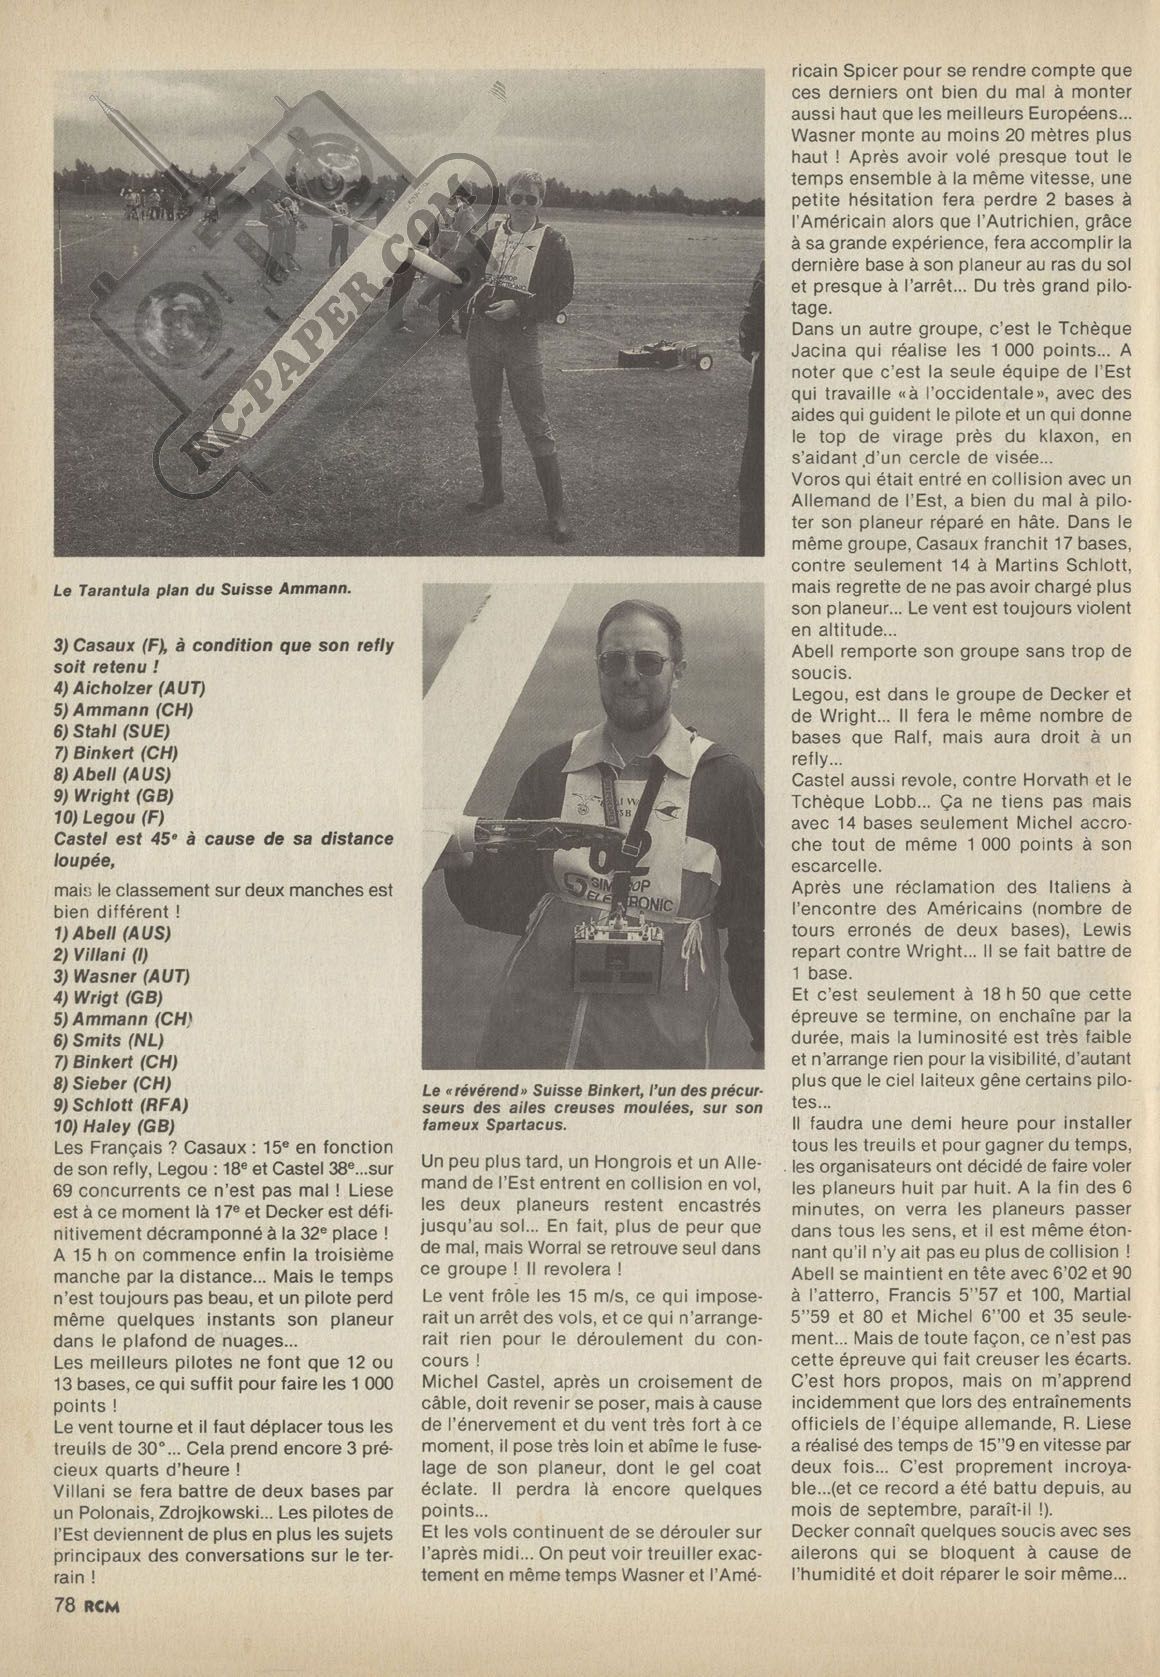 RC-PAPER.COM
SIMPROP
ELECTRONIC
Le Tarantula plan du Suisse Ammann.
3) Casaux (F), à condition que son refly
soit retenu !
4) Aicholzer (AUT)
5) Ammann (CH)
6) Stahl (SUE)
7) Binkert (CH)
8) Abell (AUS)
9) Wright (GB)
10) Legou (F)
Castel est 45e à cause de sa distance
loupée,
mais le classement sur deux manches est
bien différent !
1) Abell (AUS)
2) Villani (I)
3) Wasner (AUT)
4) Wrigt (GB)
5) Ammann (CH)
6) Smits (NL)
7) Binkert (CH)
8) Sieber (CH)
9) Schlott (RFA)
10) Haley (GB)
Les Français ? Casaux : 15e en fonction
de son refly, Legou : 18e et Castel 38e...sur
69 concurrents ce n'est pas mal ! Liese
est à ce moment là 17e et Decker est défi-
nitivement décramponné à la 32e place !
A 15 h on commence enfin la troisième
manche par la distance... Mais le temps
n'est toujours pas beau, et un pilote perd
même quelques instants son planeur
dans le plafond de nuages...
Les meilleurs pilotes ne font que 12 ou
13 bases, ce qui suffit pour faire les 1 000
points !
Le vent tourne et il faut déplacer tous les
treuils de 30°... Cela prend encore 3 pré-
cieux quarts d'heure !
Villani se fera battre de deux bases par
un Polonais, Zdrojkowski... Les pilotes de
l'Est deviennent de plus en plus les sujets
principaux des conversations sur le ter-
rain !
78 RCM
SIMPROP
ELECTRONIC
Le «révérend» Suisse Binkert, l'un des précur-
seurs des ailes creuses moulées, sur son
fameux Spartacus.
Un peu plus tard, un Hongrois et un Alle-
mand de l'Est entrent en collision en vol,
les deux planeurs restent encastrés
jusqu'au sol... En fait, plus de peur que
de mal, mais Worral se retrouve seul dans
ce groupe ! Il revolera !
Le vent frôle les 15 m/s, ce qui impose-
rait un arrêt des vols, et ce qui n'arrange-
rait rien pour le déroulement du con-
cours !
Michel Castel, après un croisement de
câble, doit revenir se poser, mais à cause
de l'énervement et du vent très fort à ce
moment, il pose très loin et abîme le fuse-
lage de son planeur, dont le gel coat
éclate. Il perdra là encore quelques
points...
Et les vols continuent de se dérouler sur
l'après midi... On peut voir treuiller exac-
tement en même temps Wasner et l'Amé-
ricain Spicer pour se rendre compte que
ces derniers ont bien du mal à monter
aussi haut que les meilleurs Européens...
Wasner monte au moins 20 mètres plus
haut ! Après avoir volé presque tout le
temps ensemble à la même vitesse, une
petite hésitation fera perdre 2 bases à
l'Américain alors que l'Autrichien, grâce
à sa grande expérience, fera accomplir la
dernière base à son planeur au ras du sol
et presque à l'arrêt... Du très grand pilo-
tage.
Dans un autre groupe, c'est le Tchèque
Jacina qui réalise les 1 000 points... A
noter que c'est la seule équipe de l'Est
qui travaille «à l'occidentale», avec des
aides qui guident le pilote et un qui donne
le top de virage près du klaxon, en
s'aidant d'un cercle de visée...
Voros qui était entré en collision avec un
Allemand de l'Est, a bien du mal à pilo-
ter son planeur réparé en hâte. Dans le
même groupe, Casaux franchit 17 bases,
contre seulement 14 à Martins Schlott,
mais regrette de ne pas avoir chargé plus
son planeur... Le vent est toujours violent
en altitude...
Abell remporte son groupe sans trop de
soucis.
Legou, est dans le groupe de Decker et
de Wright... Il fera le même nombre de
bases que Ralf, mais aura droit à un
refly...
Castel aussi revole, contre Horvath et le
Tchèque Lobb... Ça ne tiens pas mais
avec 14 bases seulement Michel accro-
che tout de même 1 000 points à son
escarcelle.
Après une réclamation des Italiens à
l'encontre des Américains (nombre de
tours erronés de deux bases), Lewis
repart contre Wright... Il se fait battre de
1 base.
Et c'est seulement à 18 h 50 que cette
épreuve se termine, on enchaîne par la
durée, mais la luminosité est très faible
et n'arrange rien pour la visibilité, d'autant
plus que le ciel laiteux gêne certains pilo-
tes...
Il faudra une demi heure pour installer
tous les treuils et pour gagner du temps,
les organisateurs ont décidé de faire voler
les planeurs huit par huit. A la fin des 6
minutes, on verra les planeurs passer
dans tous les sens, et il est même éton-
nant qu'il n'y ait pas eu plus de collision !
Abell se maintient en tête avec 6'02 et 90
à l'atterro, Francis 5''57 et 100, Martial
5''59 et 80 et Michel 6''00 et 35 seule-
ment... Mais de toute façon, ce n'est pas
cette épreuve qui fait creuser les écarts.
C'est hors propos, mais on m'apprend
incidemment que lors des entraînements
officiels de l'équipe allemande, R. Liese
a réalisé des temps de 15''9 en vitesse par
deux fois... C'est proprement incroya-
ble...(et ce record a été battu depuis, au
mois de septembre, paraît-il !).
Decker connaît quelques soucis avec ses
ailerons qui se bloquent à cause de
l'humidité et doit réparer le soir même...